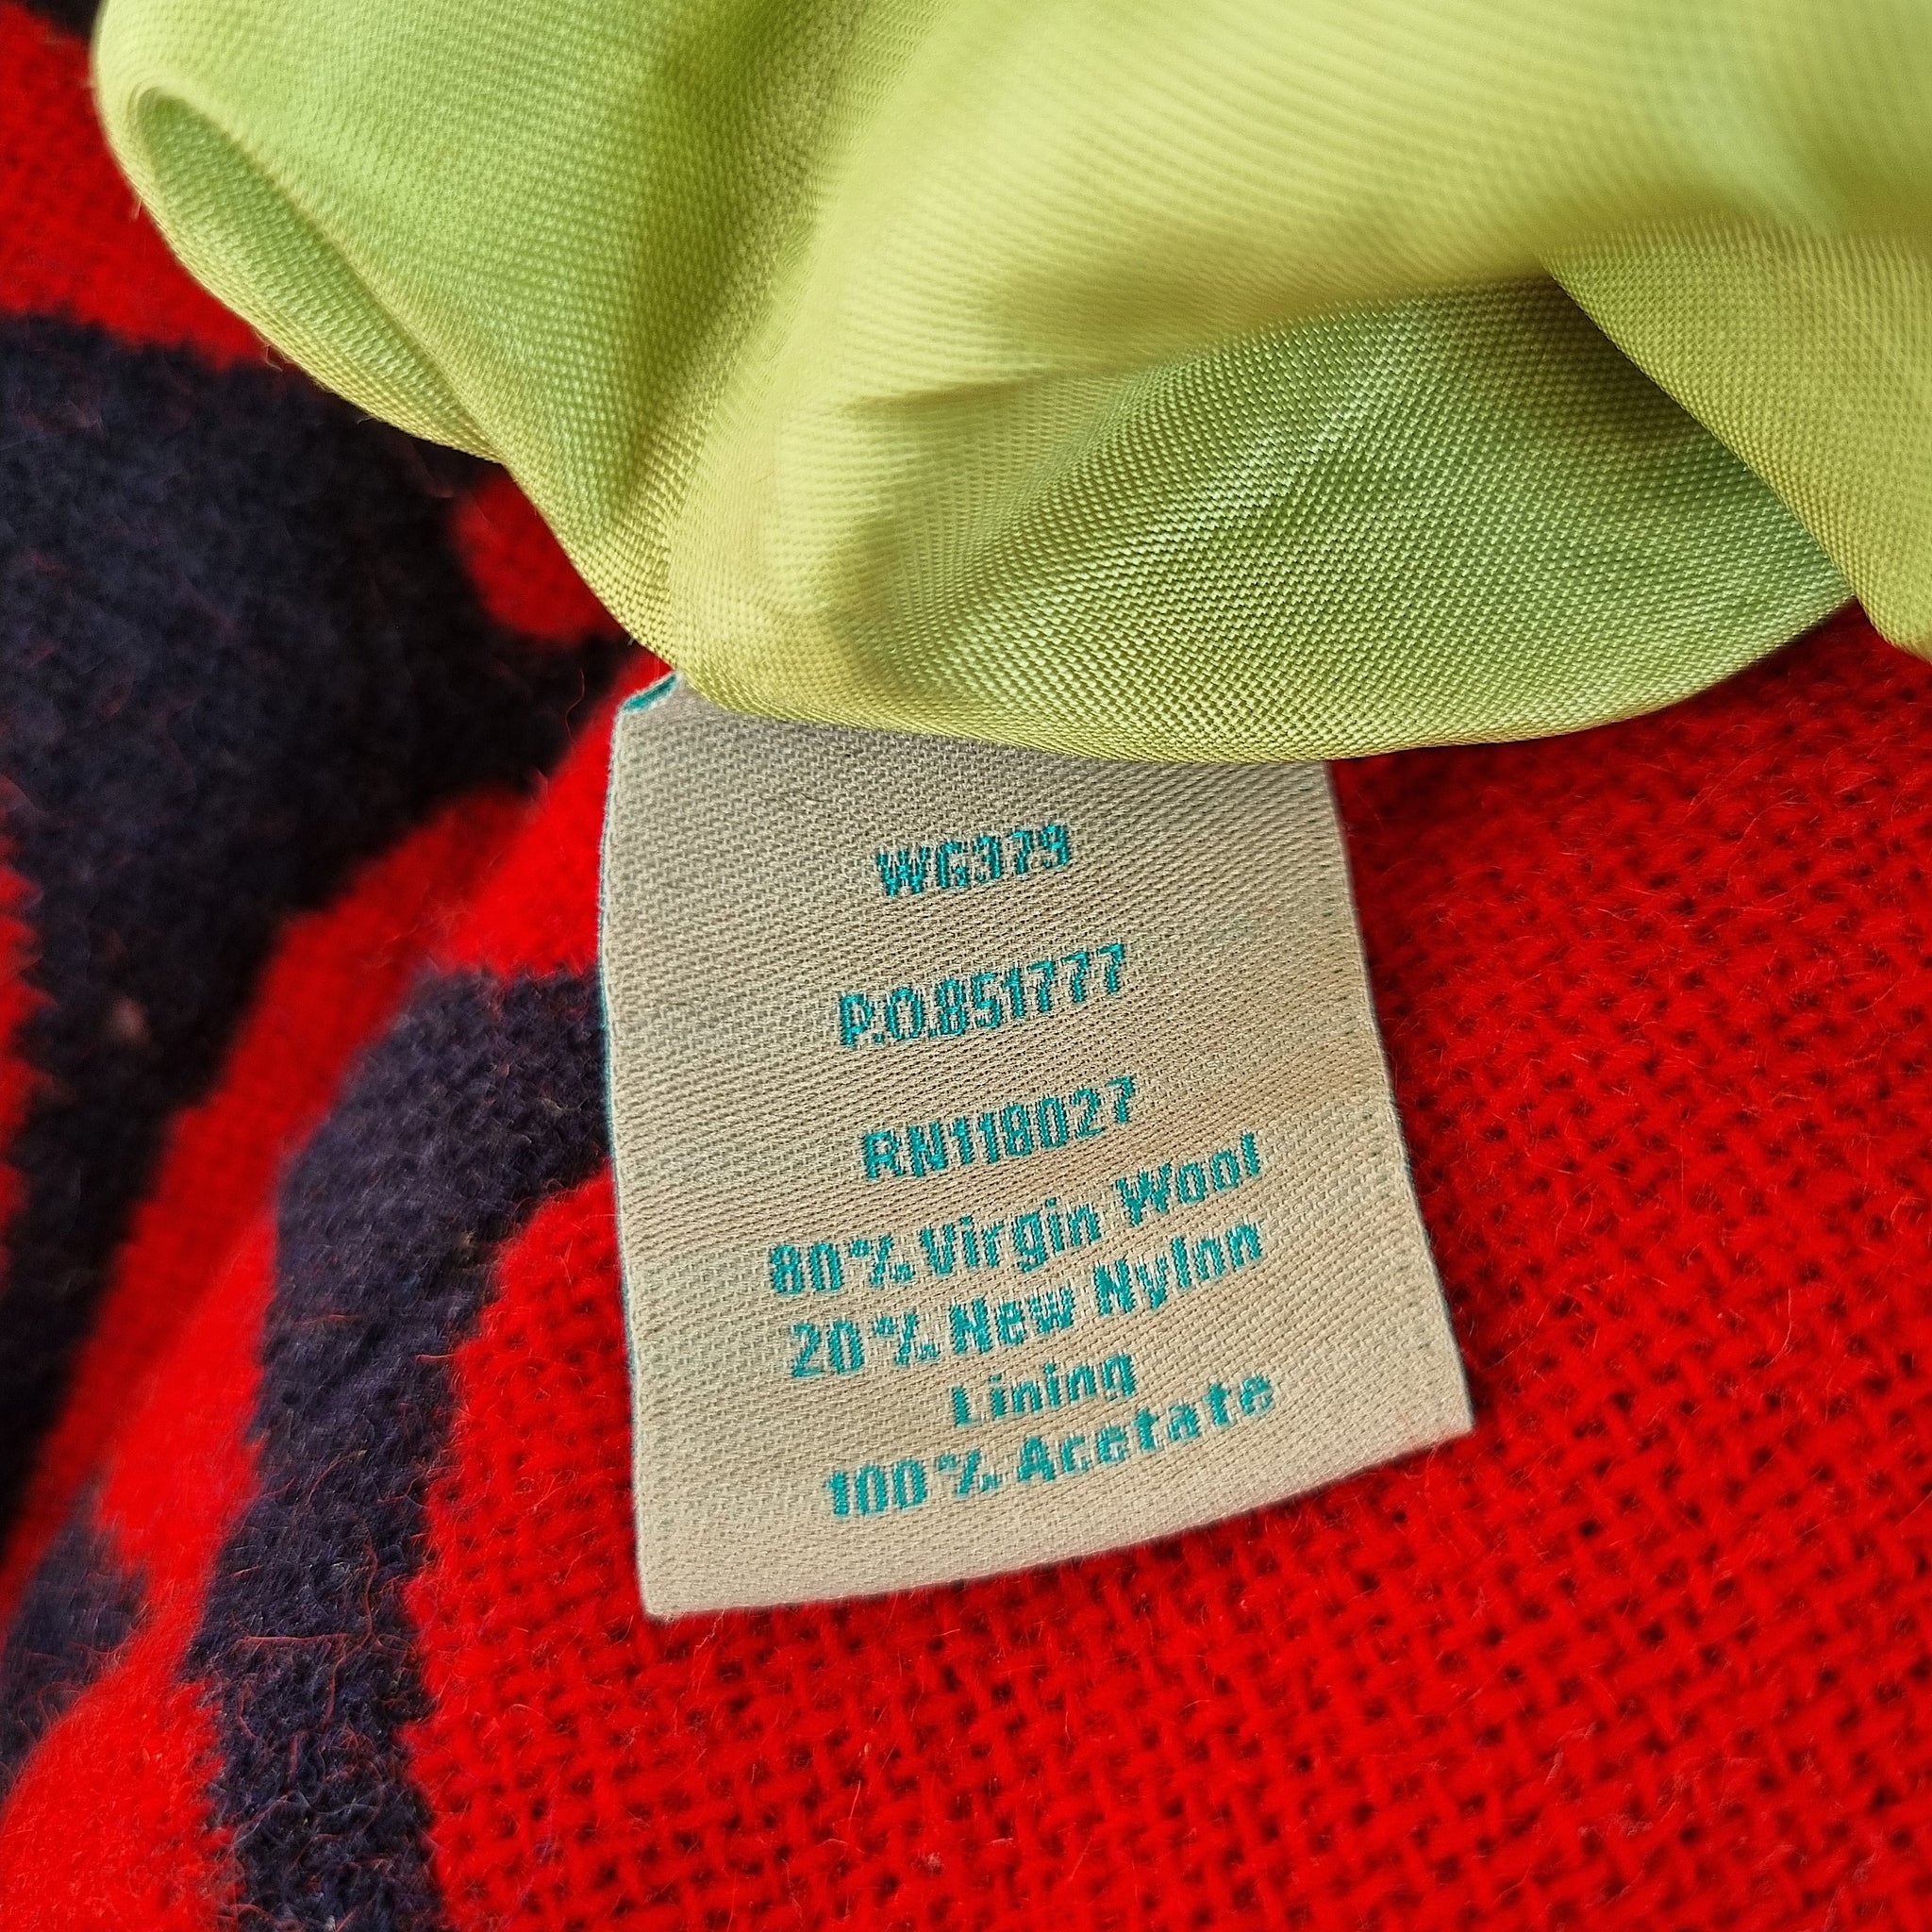 WG379
P.O.851777
RN118027
80% Virgin Wool
20% New Nylon
Lining
100% Acetate